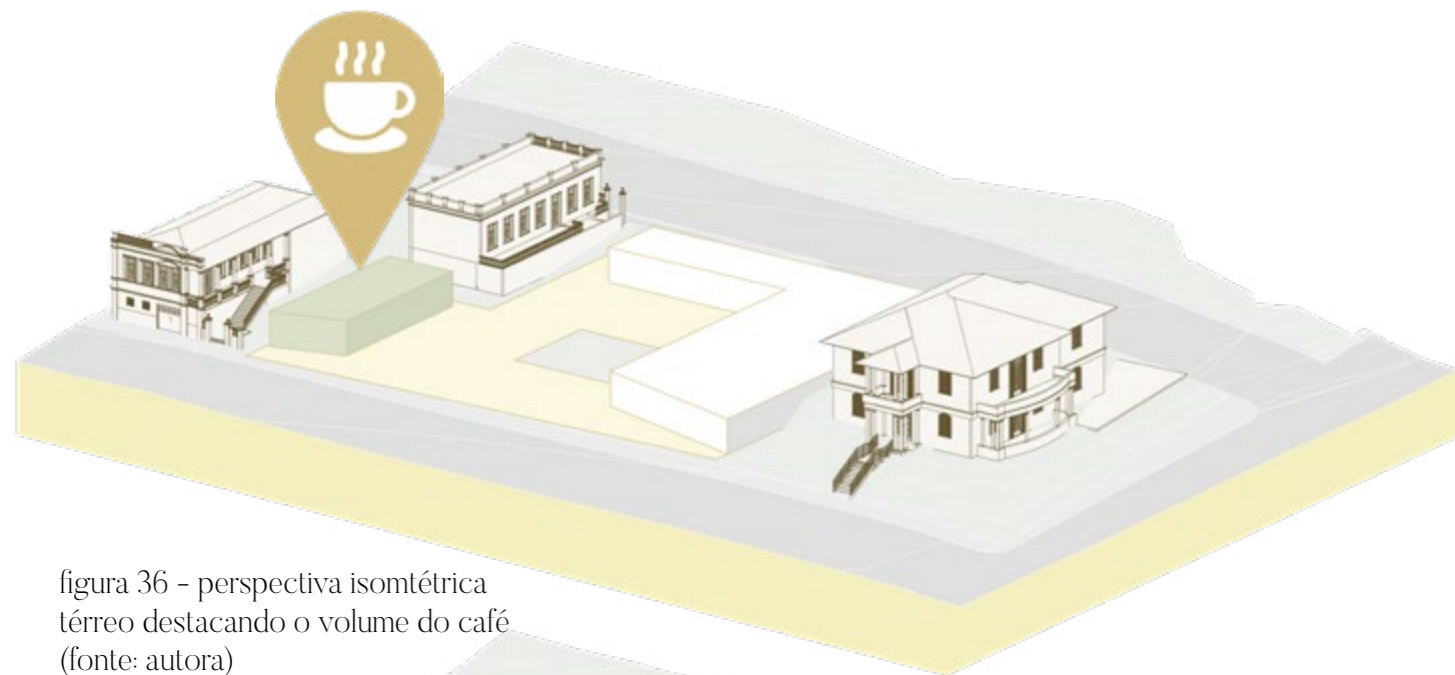 figura 36 - perspectiva isomtétrica
térreo destacando o volume do café
(fonte: autora)